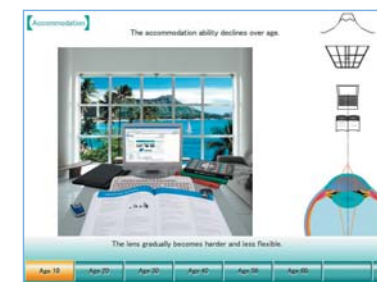 【Accommodation】
The accommodation ability declines over age.
The lens gradually becomes harder and less flexible.
Age 10 Age 20 Age 30 Age 40 Age 50 Age 60